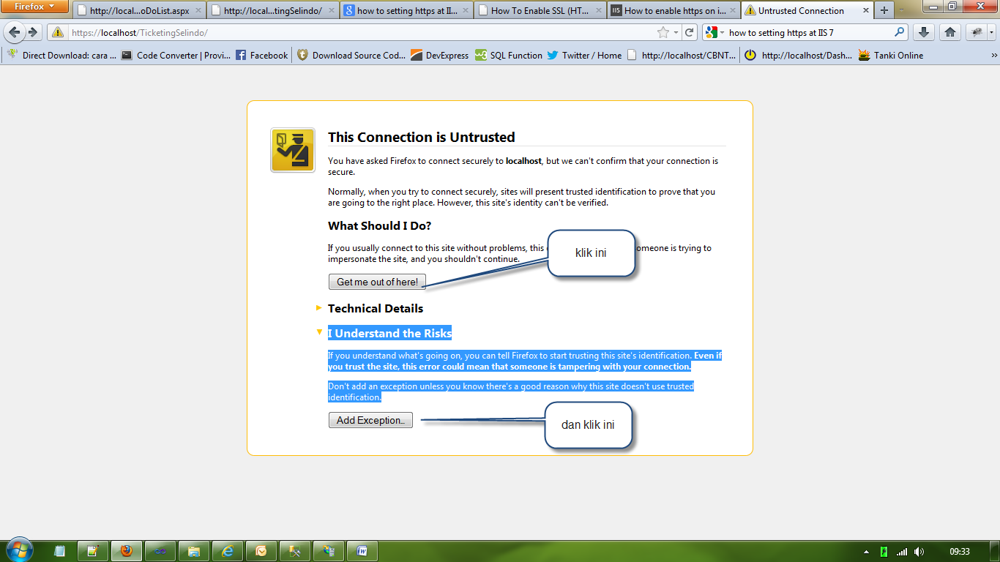 Firefox
http://local...oDoList.aspx
http://local...tingSelindo/
how to setting https at II...
How To Enable SSL (HT...
How to enable https on i...
Untrusted Connection
https://localhost/TicketingSelindo/
how to setting https at IIS 7
Direct Download: cara ...
Code Converter | Provi...
Facebook
Download Source Cod...
DevExpress
SQL Function
Twitter / Home
http://localhost/CBNT...
http://localhost/Dash...
Tanki Online
This Connection is Untrusted
You have asked Firefox to connect securely to localhost, but we can't confirm that your connection is
secure.
Normally, when you try to connect securely, sites will present trusted identification to prove that you
are going to the right place. However, this site's identity can't be verified.
What Should I Do?
If you usually connect to this site without problems, this omeone is trying to
impersonate the site, and you shouldn't continue.
klik ini
Get me out of here!
Technical Details
I Understand the Risks
If you understand what's going on, you can tell Firefox to start trusting this site's identification. Even if
you trust the site, this error could mean that someone is tampering with your connection.
Don't add an exception unless you know there's a good reason why this site doesn't use trusted
identification.
Add Exception...
dan klik ini
09:33